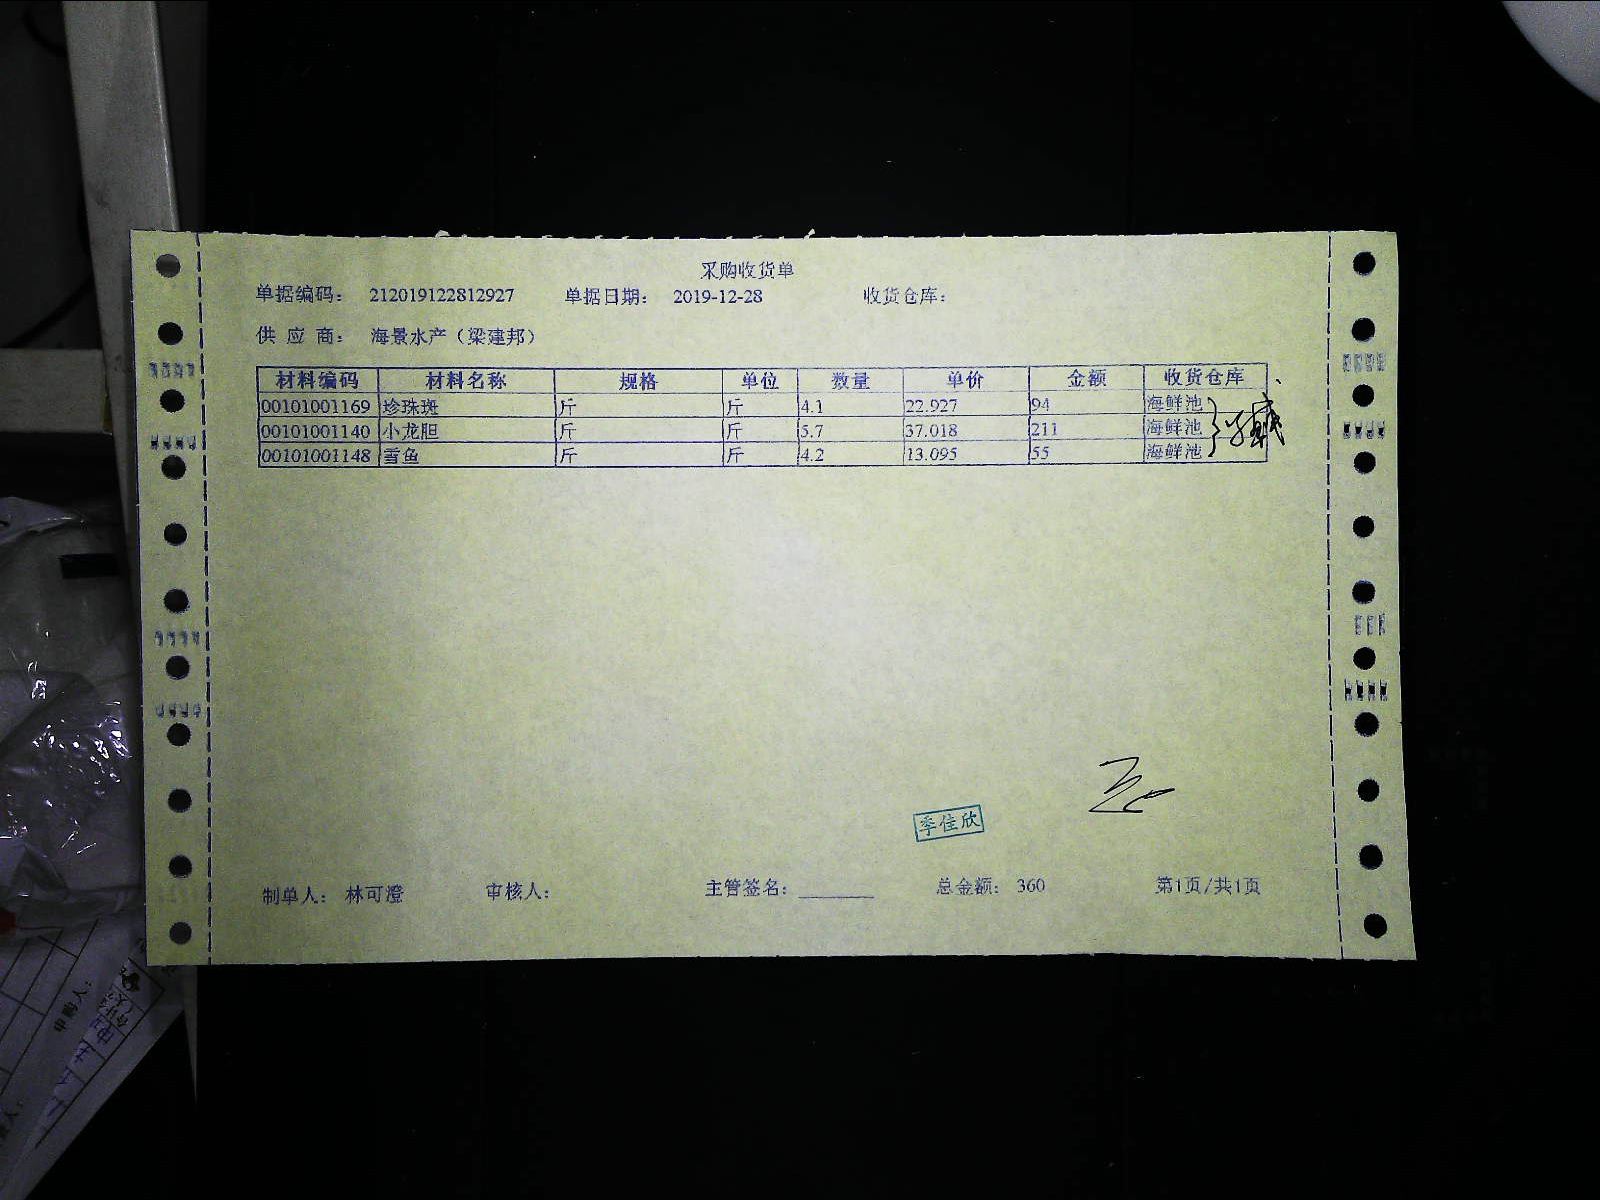 采购收货单
单据编码： 212019122812927 单据日期： 2019-12-28 收货仓库：
供 应 商： 海景水产（梁建邦）
材料编码 材料名称 规格 单位 数量 单价 金额 收货仓库
00101001169 珍珠斑 斤 斤 4.1 22.927 94 海鲜池
00101001140 小龙胆 斤 斤 5.7 37.018 211 海鲜池
00101001148 雪鱼 斤 斤 4.2 13.095 55 海鲜池
季佳欣
制单人： 林可澄 审核人： 主管签名： 总金额： 360 第1页/共1页
申购人：